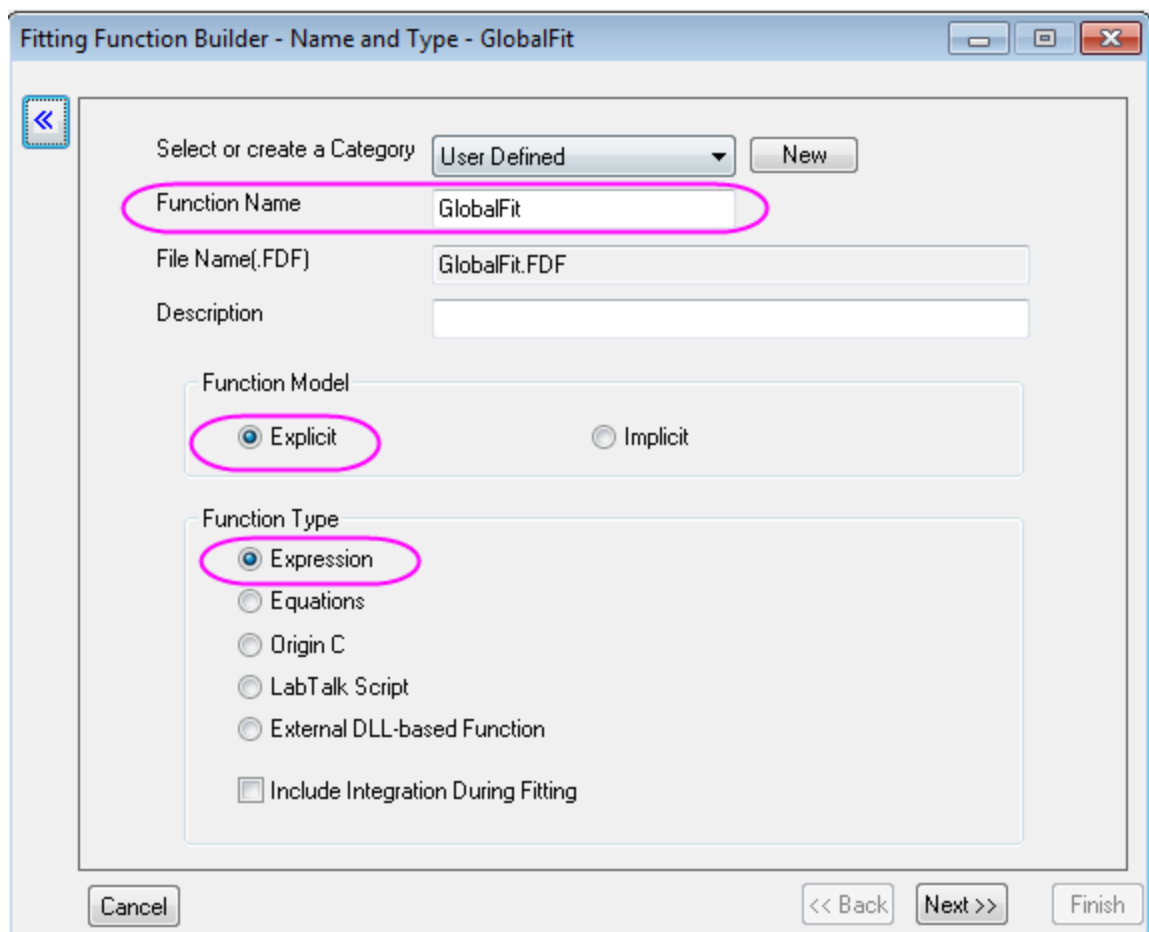 Fitting Function Builder - Name and Type - GlobalFit
Select or create a Category User Defined New
Function Name GlobalFit
File Name(.FDF) GlobalFit.FDF
Description
Function Model
Explicit Implicit
Function Type
Expression
Equations
Origin C
LabTalk Script
External DLL-based Function
Include Integration During Fitting
Cancel << Back Next >> Finish